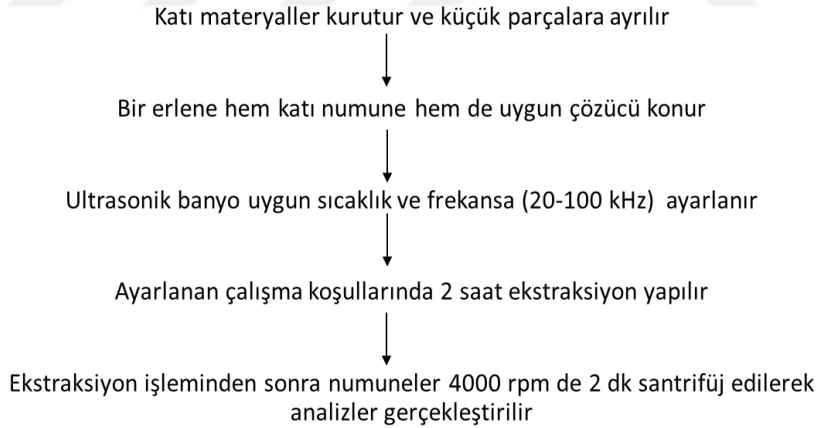 Katı materyaller kurutur ve küçük parçalara ayrılır
Bir erlene hem katı numune hem de uygun çözücü konur
Ultrasonik banyo uygun sıcaklık ve frekansa (20-100 kHz) ayarlanır
Ayarlanan çalışma koşullarında 2 saat ekstraksiyon yapılır
Ekstraksiyon işleminden sonra numuneler 4000 rpm de 2 dk santrifüj edilerek
analizler gerçekleştirilir